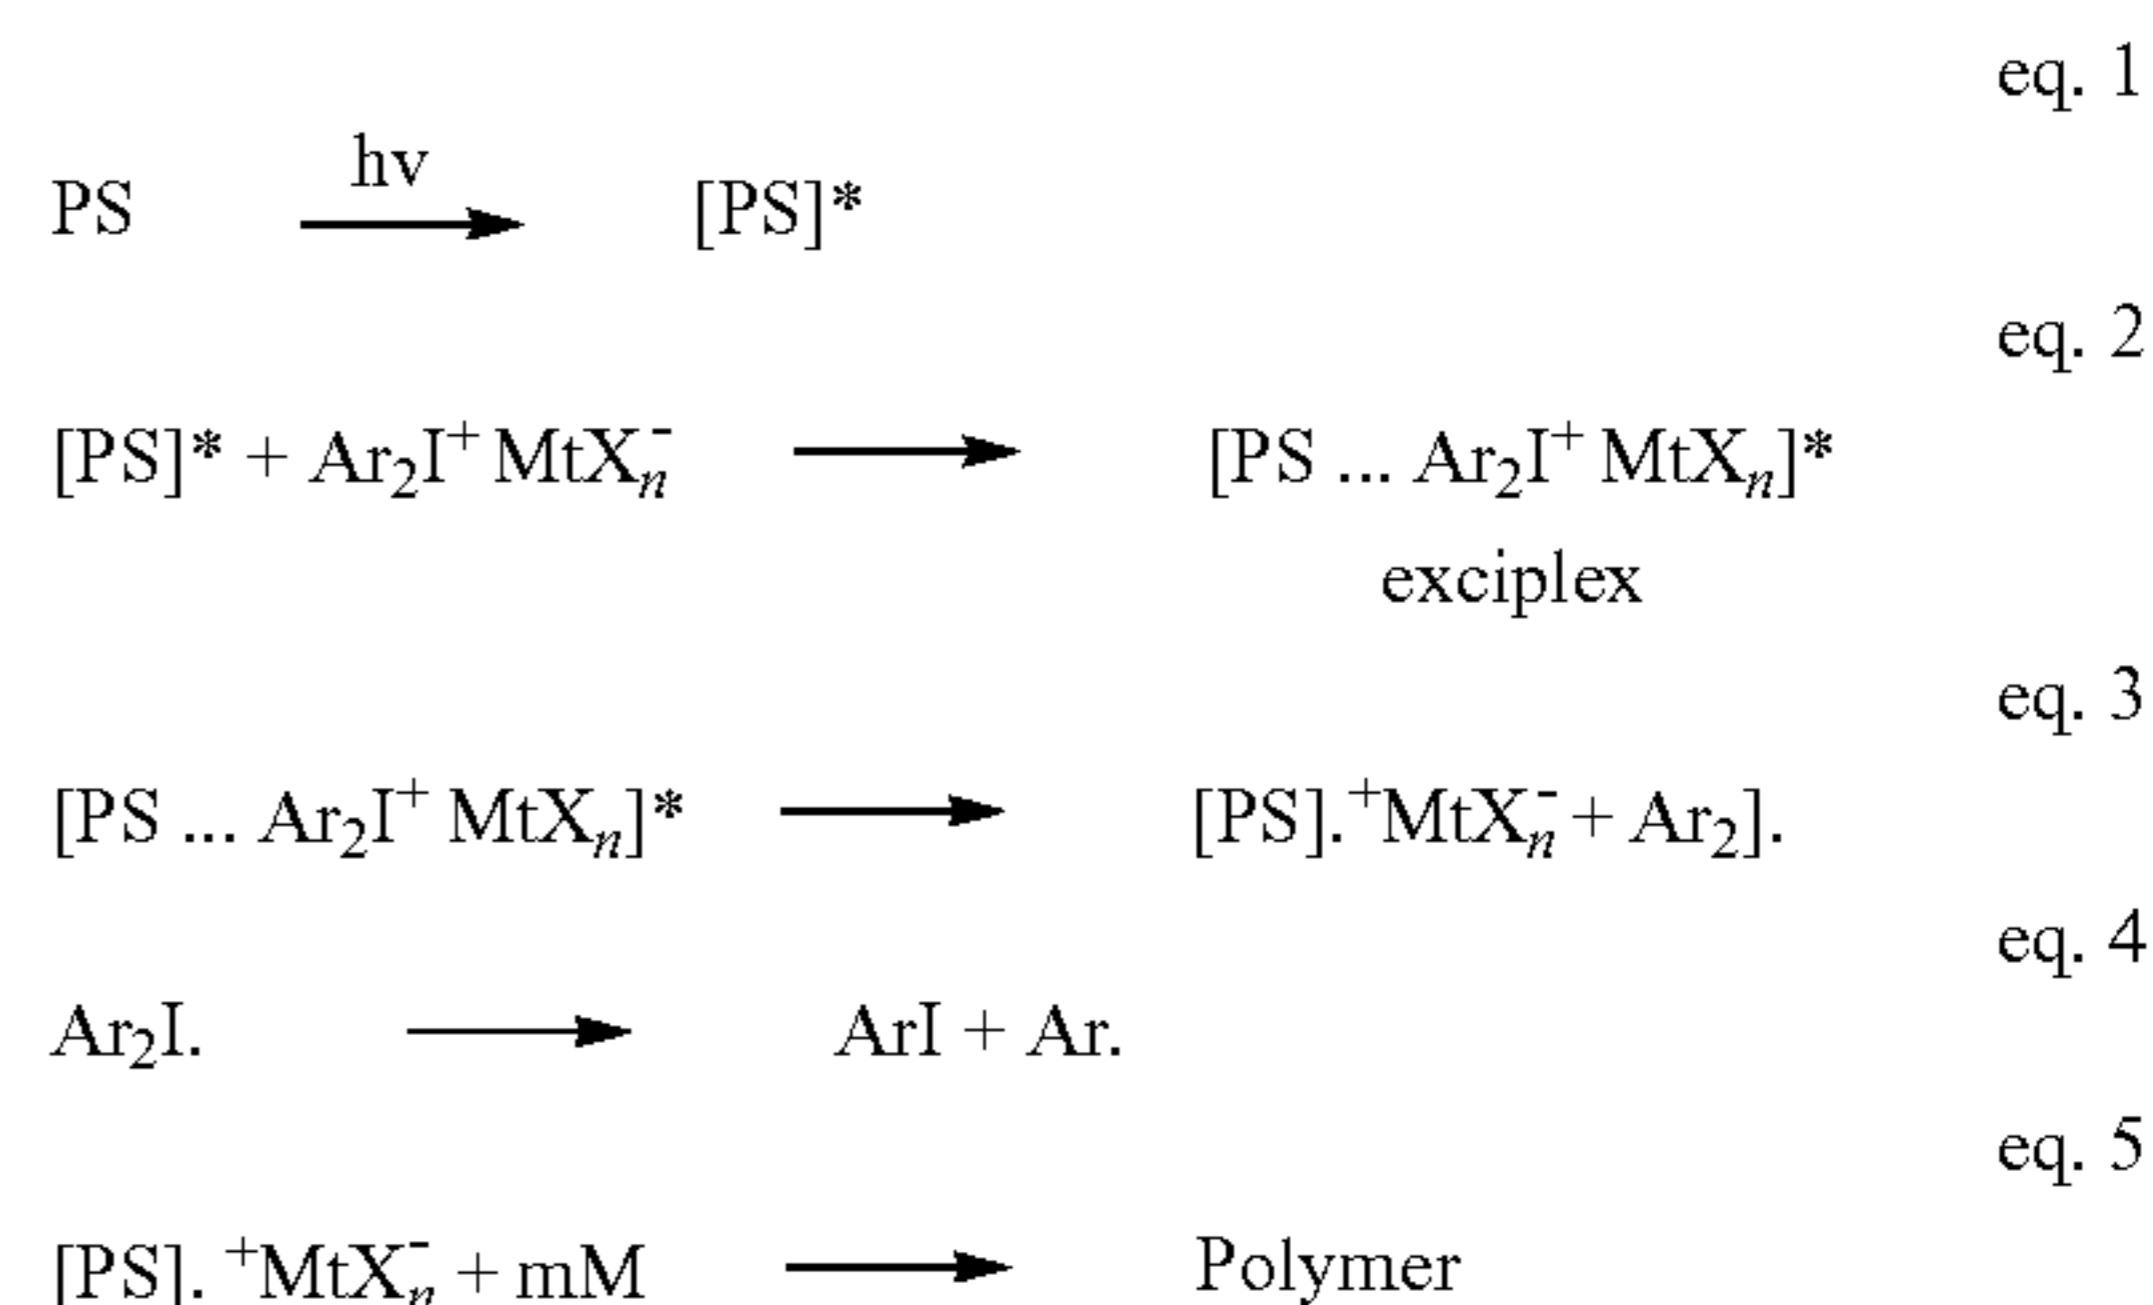 eq. 1
hv
PS ⟶ [PS]*
eq. 2
[PS]* + Ar₂I⁺ MtXₙ⁻ ⟶ [PS ... Ar₂I⁺ MtXₙ]*
exciplex
eq. 3
[PS ... Ar₂I⁺ MtXₙ]* ⟶ [PS]. ⁺MtXₙ⁻ + Ar₂].
eq. 4
Ar₂I. ⟶ ArI + Ar.
eq. 5
[PS]. ⁺MtXₙ⁻ + mM ⟶ Polymer